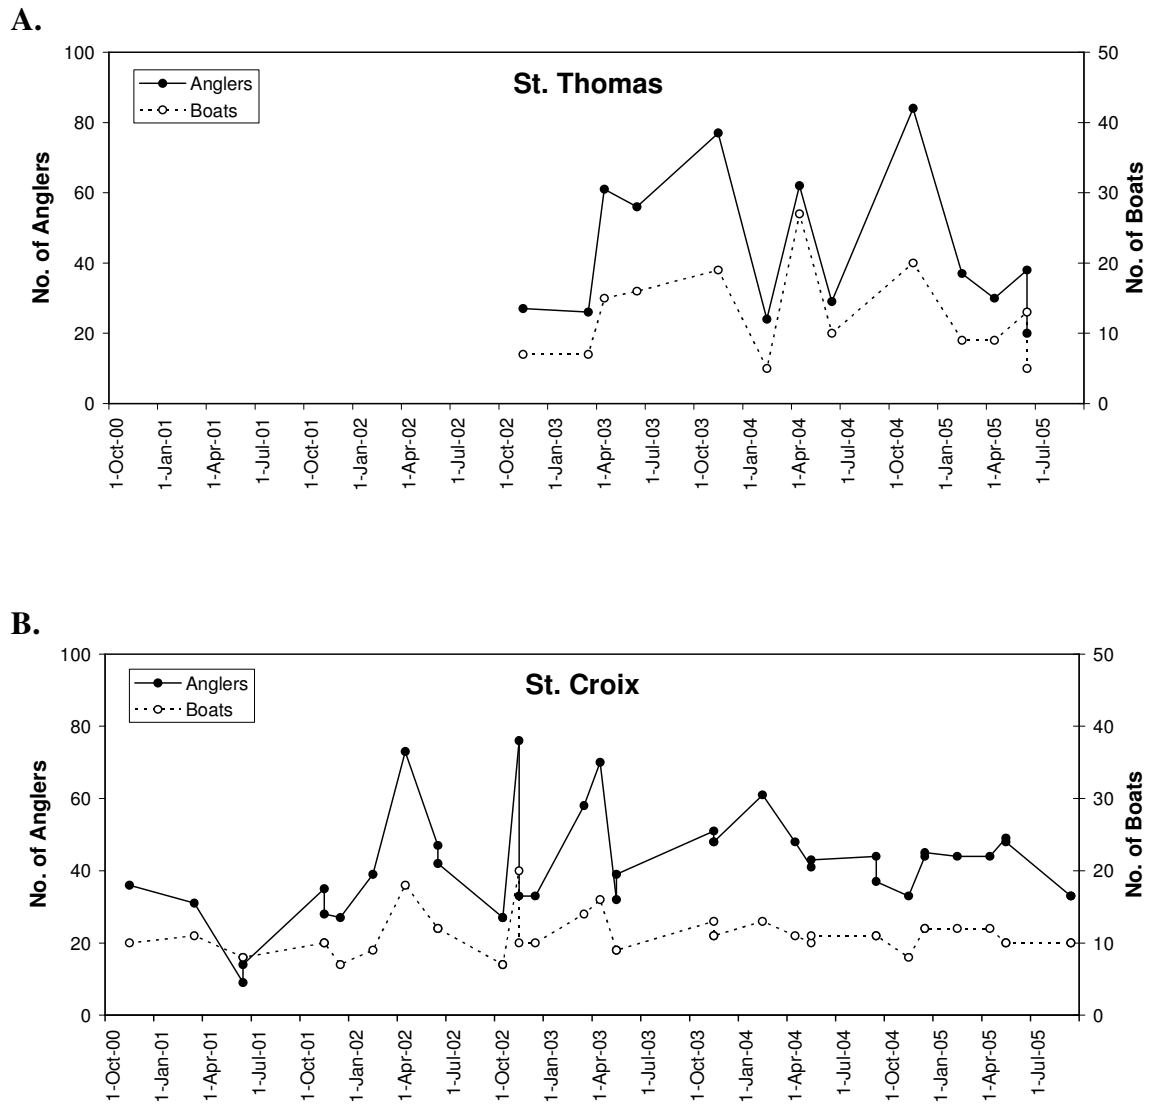 A.
St. Thomas
Anglers
Boats
No. of Anglers
100
80
60
40
20
0
No. of Boats
50
40
30
20
10
0
1-Oct-00
1-Jan-01
1-Apr-01
1-Jul-01
1-Oct-01
1-Jan-02
1-Apr-02
1-Jul-02
1-Oct-02
1-Jan-03
1-Apr-03
1-Jul-03
1-Oct-03
1-Jan-04
1-Apr-04
1-Jul-04
1-Oct-04
1-Jan-05
1-Apr-05
1-Jul-05
B.
St. Croix
Anglers
Boats
No. of Anglers
100
80
60
40
20
0
No. of Boats
50
40
30
20
10
0
1-Oct-00
1-Jan-01
1-Apr-01
1-Jul-01
1-Oct-01
1-Jan-02
1-Apr-02
1-Jul-02
1-Oct-02
1-Jan-03
1-Apr-03
1-Jul-03
1-Oct-03
1-Jan-04
1-Apr-04
1-Jul-04
1-Oct-04
1-Jan-05
1-Apr-05
1-Jul-05